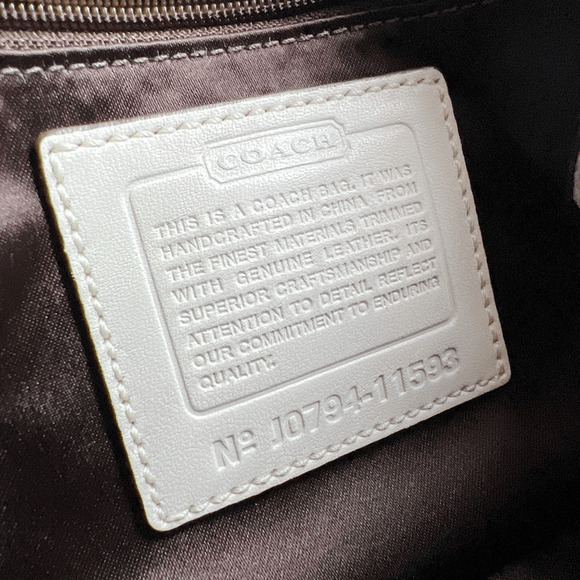 COACH
THIS IS A COACH BAG. IT WAS
HANDCRAFTED IN CHINA FROM
THE FINEST MATERIALS TRIMMED
WITH GENUINE LEATHER. ITS
SUPERIOR CRAFTSMANSHIP AND
ATTENTION TO DETAIL REFLECT
OUR COMMITMENT TO ENDURING
QUALITY.
Nº J0794-11593